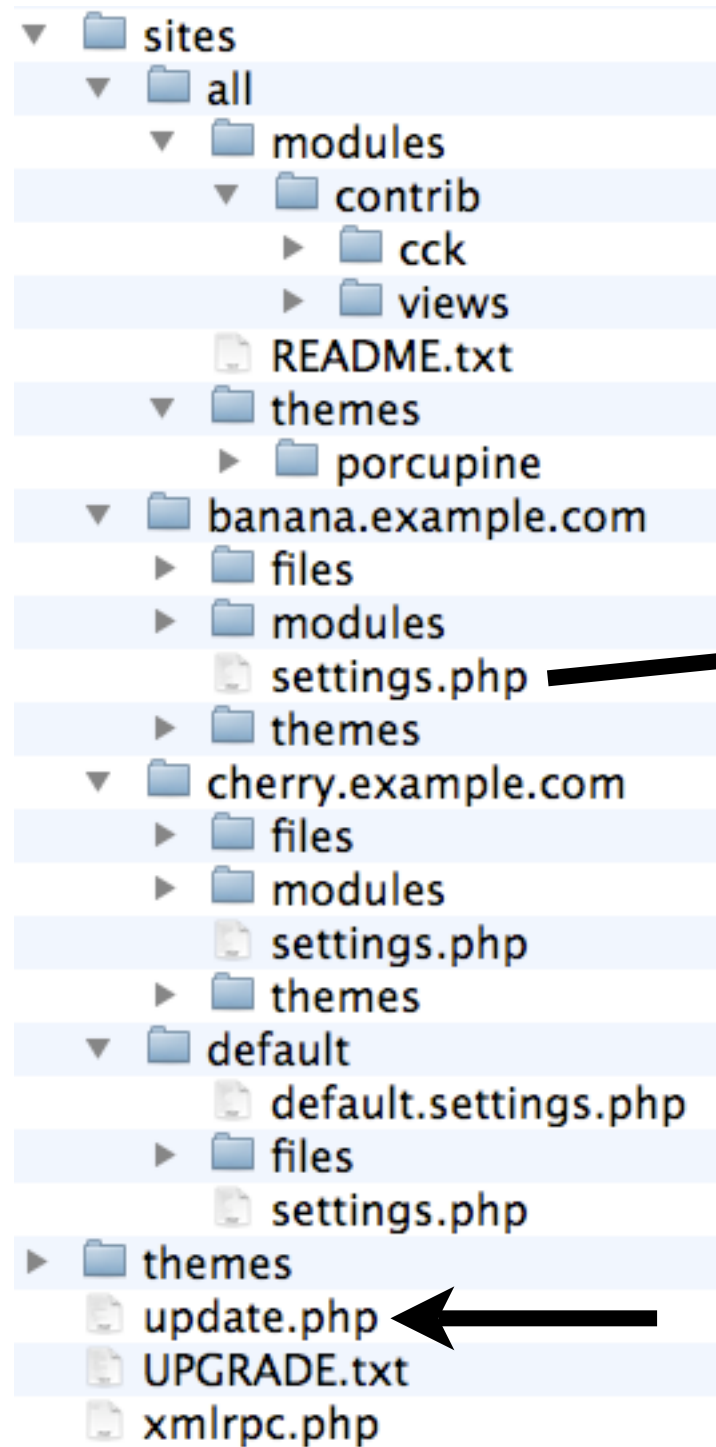 sites
all
modules
contrib
cck
views
README.txt
themes
porcupine
banana.example.com
files
modules
settings.php
themes
cherry.example.com
files
modules
settings.php
themes
default
default.settings.php
files
settings.php
themes
update.php
UPGRADE.txt
xmlrpc.php